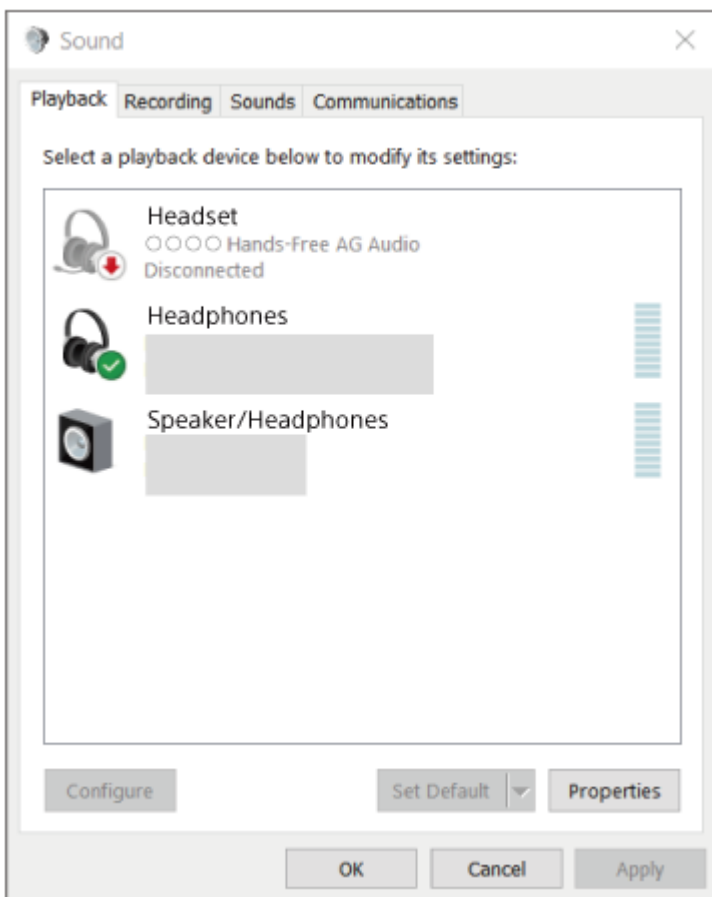 Sound
Playback Recording Sounds Communications
Select a playback device below to modify its settings:
Headset
○○○○ Hands-Free AG Audio
Disconnected
Headphones
Speaker/Headphones
Configure Set Default Properties
OK Cancel Apply